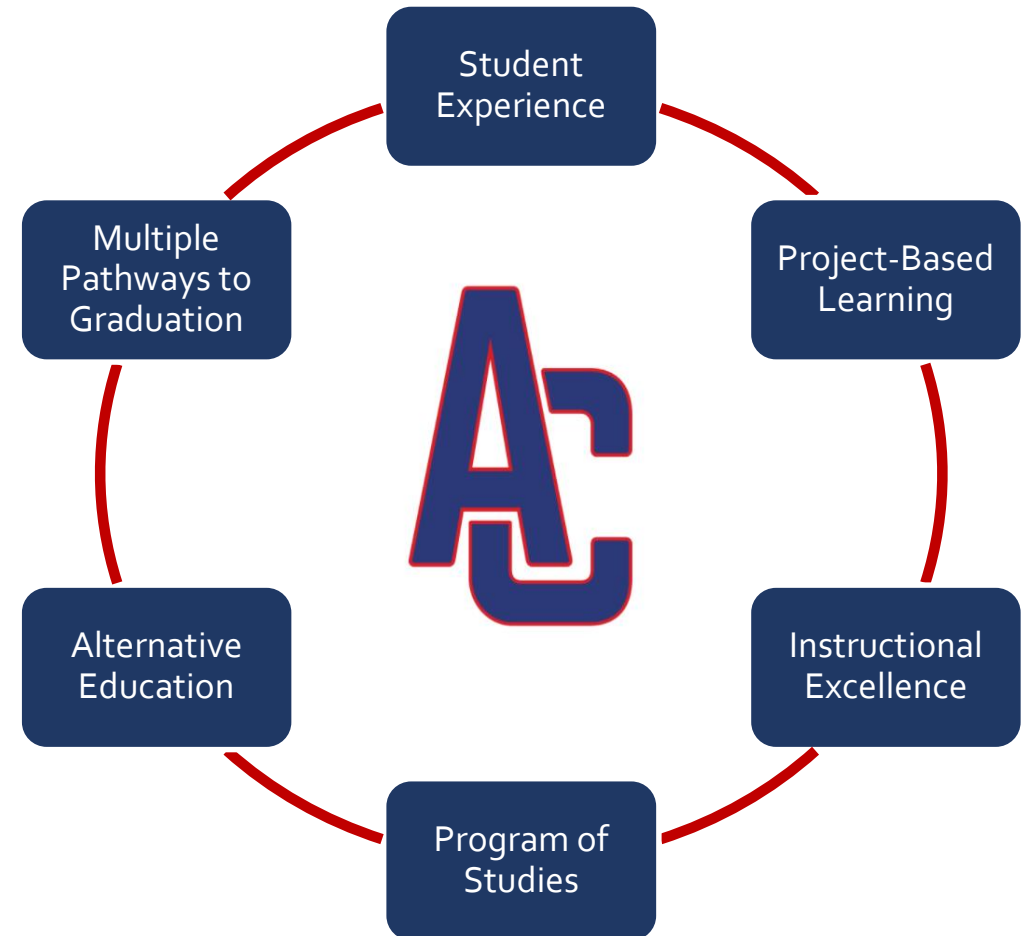 Student
Experience
Project-Based
Learning
Instructional
Excellence
Program of
Studies
Alternative
Education
Multiple
Pathways to
Graduation
AC